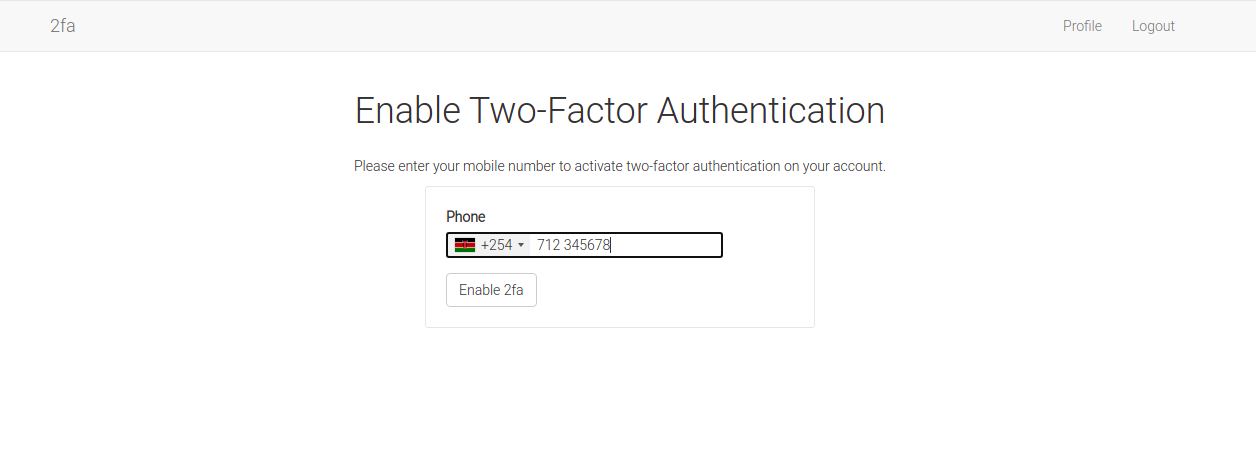 2fa
Profile Logout
Enable Two-Factor Authentication
Please enter your mobile number to activate two-factor authentication on your account.
Phone
+254 712 345678
Enable 2fa